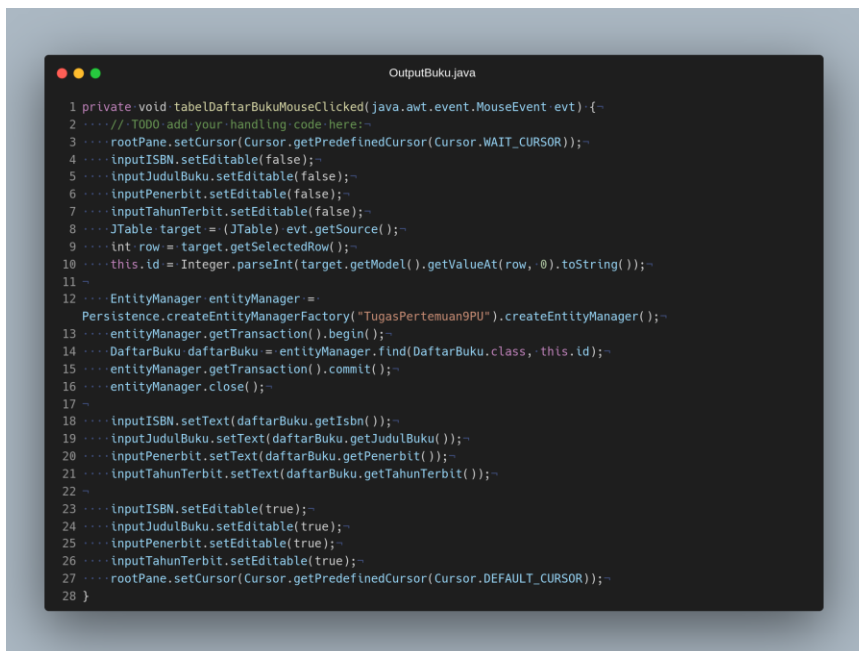 OutputBuku.java
1 private·void·tabelDaftarBukuMouseClicked(java.awt.event.MouseEvent·evt)·{¬
2 ····//·TODO·add·your·handling·code·here:¬
3 ····rootPane.setCursor(Cursor.getPredefinedCursor(Cursor.WAIT_CURSOR));¬
4 ····inputISBN.setEditable(false);¬
5 ····inputJudulBuku.setEditable(false);¬
6 ····inputPenerbit.setEditable(false);¬
7 ····inputTahunTerbit.setEditable(false);¬
8 ····JTable·target·=·(JTable)·evt.getSource();¬
9 ····int·row·=·target.getSelectedRow();¬
10 ····this.id·=·Integer.parseInt(target.getModel().getValueAt(row,·0).toString());¬
11 ¬
12 ····EntityManager·entityManager·=·
Persistence.createEntityManagerFactory("TugasPertemuan9PU").createEntityManager();¬
13 ····entityManager.getTransaction().begin();¬
14 ····DaftarBuku·daftarBuku·=·entityManager.find(DaftarBuku.class,·this.id);¬
15 ····entityManager.getTransaction().commit();¬
16 ····entityManager.close();¬
17 ¬
18 ····inputISBN.setText(daftarBuku.getIsbn());¬
19 ····inputJudulBuku.setText(daftarBuku.getJudulBuku());¬
20 ····inputPenerbit.setText(daftarBuku.getPenerbit());¬
21 ····inputTahunTerbit.setText(daftarBuku.getTahunTerbit());¬
22 ¬
23 ····inputISBN.setEditable(true);¬
24 ····inputJudulBuku.setEditable(true);¬
25 ····inputPenerbit.setEditable(true);¬
26 ····inputTahunTerbit.setEditable(true);¬
27 ····rootPane.setCursor(Cursor.getPredefinedCursor(Cursor.DEFAULT_CURSOR));¬
28 }